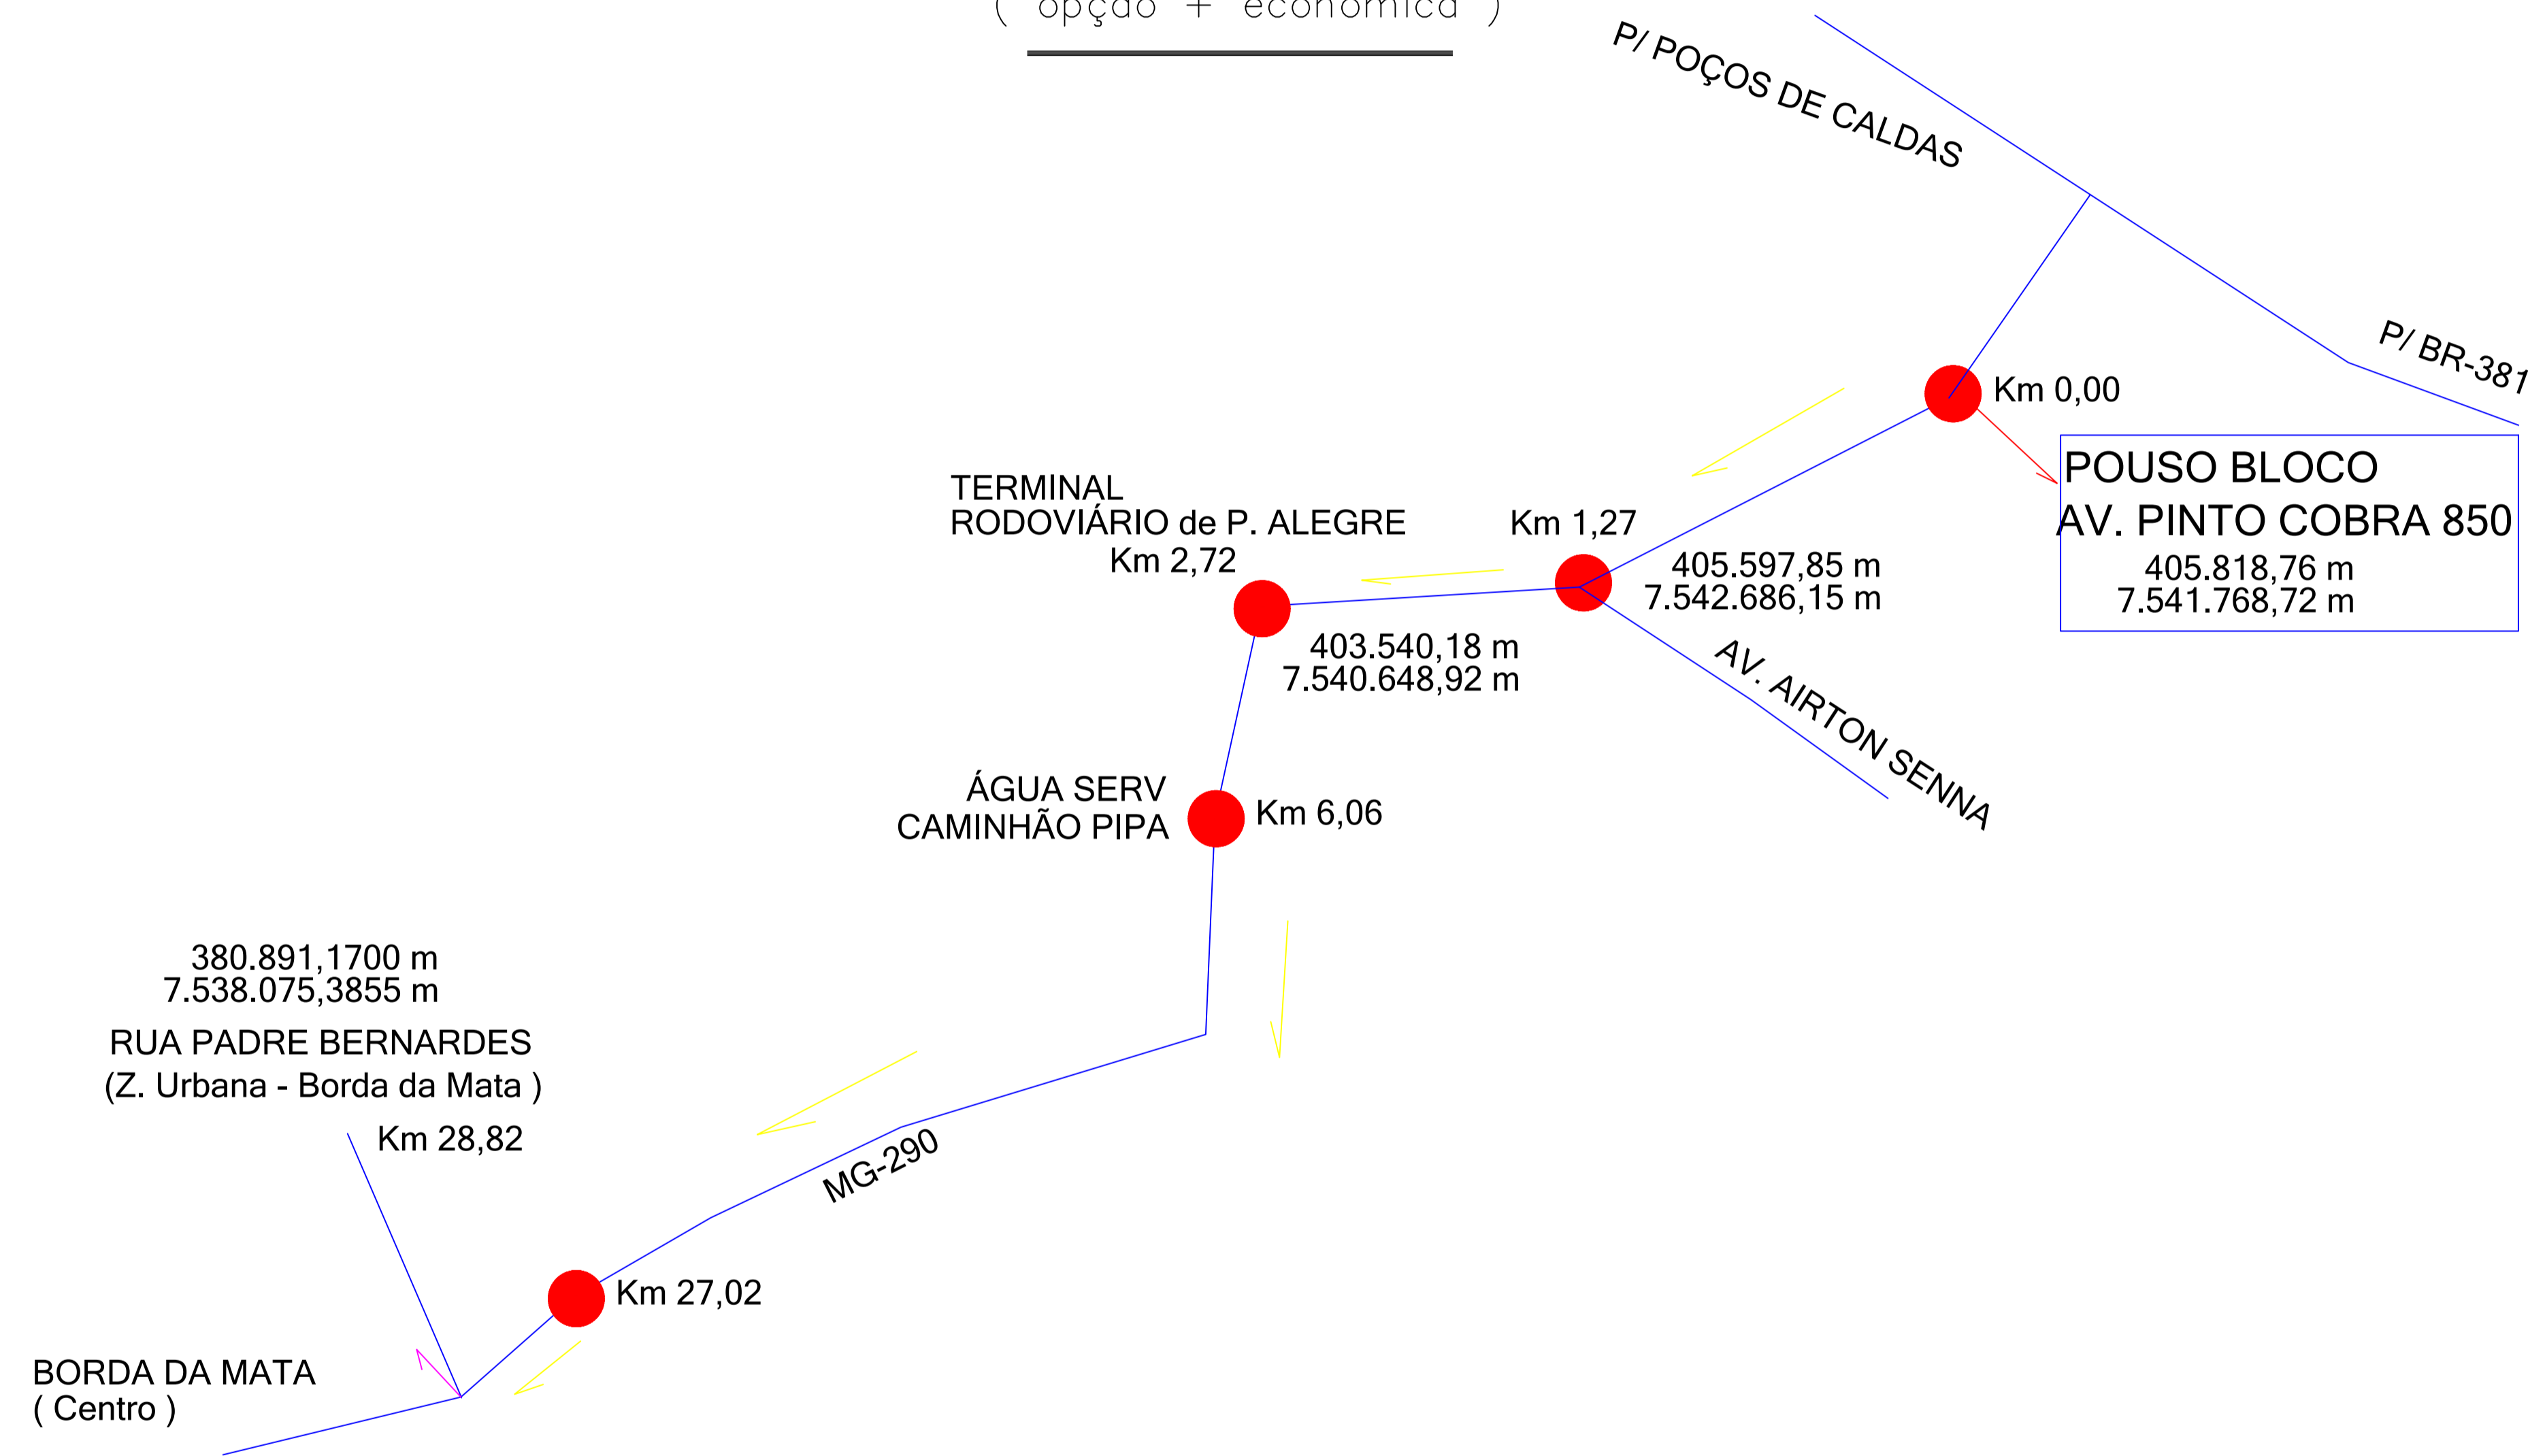 ( opção + econômica )
P/ POÇOS DE CALDAS
P/ BR-381
Km 0,00
POUSO BLOCO
AV. PINTO COBRA 850
405.818,76 m
7.541.768,72 m
TERMINAL
RODOVIÁRIO de P. ALEGRE
Km 2,72
Km 1,27
405.597,85 m
7.542.686,15 m
403.540,18 m
7.540.648,92 m
AV. AIRTON SENNA
ÁGUA SERV
CAMINHÃO PIPA
Km 6,06
380.891,1700 m
7.538.075,3855 m
RUA PADRE BERNARDES
(Z. Urbana - Borda da Mata )
Km 28,82
MG-290
Km 27,02
BORDA DA MATA
( Centro )